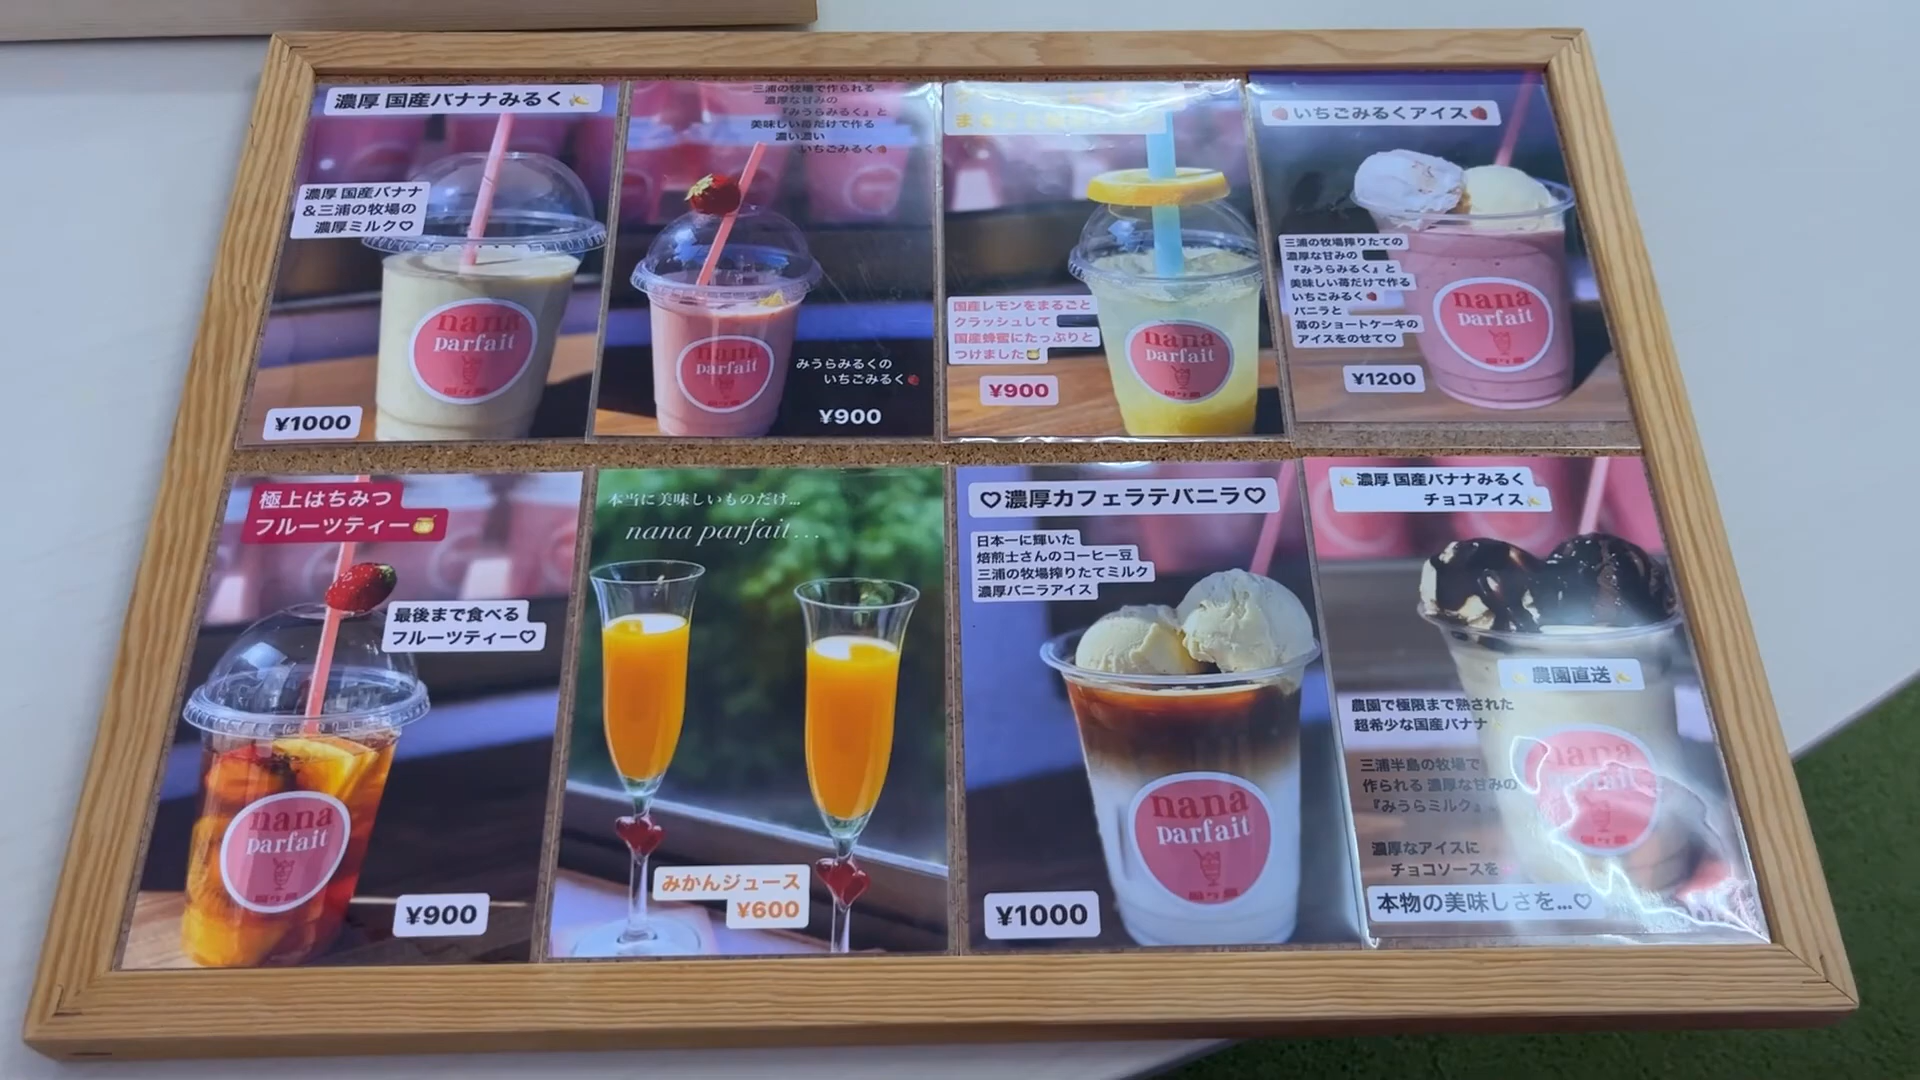 濃厚 国産バナナみるく
濃厚 国産バナナ
&三浦の牧場の
濃厚ミルク♡
nana
parfait
¥1000
三浦の牧場で作られる
濃厚な甘みの
『みうらみるく』と
美味しい苺だけで作る
濃い濃い
いちごみるく🍓
nana
parfait
みうらみるくの
いちごみるく🍓
¥900
国産レモンをまるごと
クラッシュして
国産蜂蜜にたっぷりと
つけました🍯
nana
parfait
¥900
🍓いちごみるくアイス🍓
三浦の牧場搾りたての
濃厚な甘みの
『みうらみるく』と
美味しい苺だけで作る
いちごみるく🍓
バニラと
苺のショートケーキの
アイスをのせて♡
nana
parfait
¥1200
極上はちみつ
フルーツティー🍯
最後まで食べる
フルーツティー♡
nana
parfait
¥900
本当に美味しいものだけ...
nana parfait...
みかんジュース
¥600
♡濃厚カフェラテバニラ♡
日本一に輝いた
焙煎士さんのコーヒー豆
三浦の牧場搾りたてミルク
濃厚バニラアイス
nana
parfait
¥1000
濃厚 国産バナナみるく
チョコアイス
農園直送
農園で極限まで熟された
超希少な国産バナナ
三浦半島の牧場で
作られる 濃厚な甘みの
『みうらミルク』
濃厚なアイスに
チョコソースを
nana
本物の美味しさを...♡